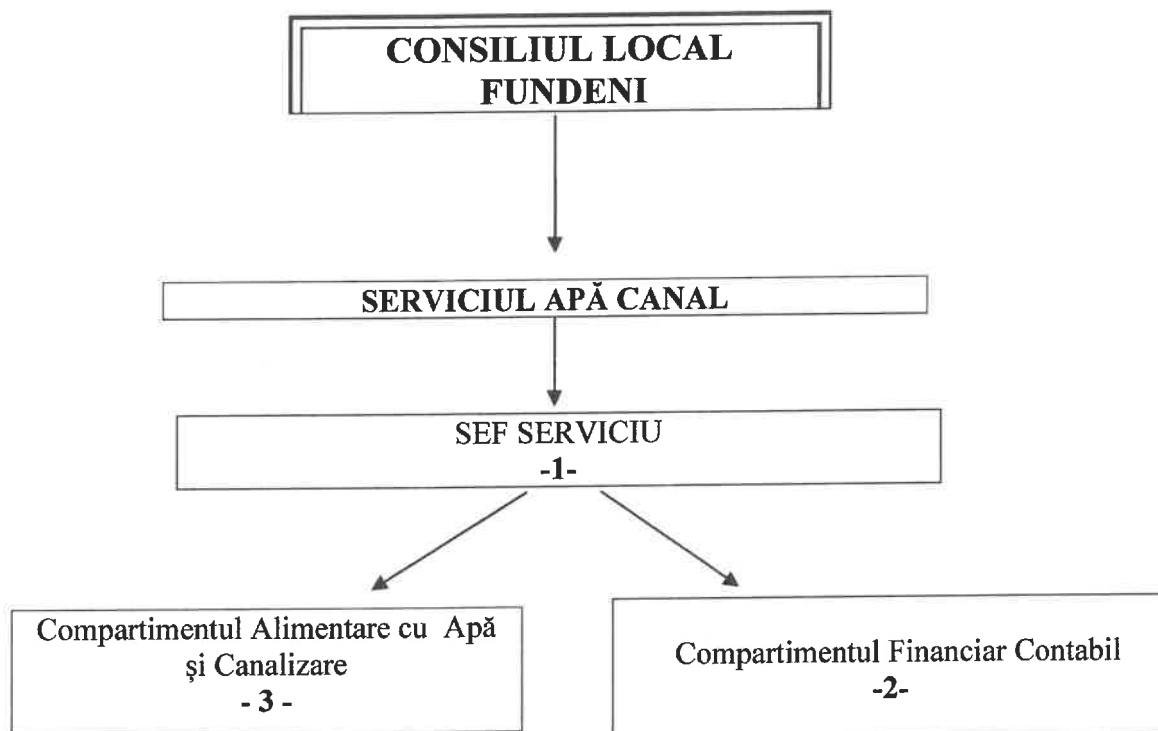 CONSILIUL LOCAL
FUNDENI
SERVICIUL APĂ CANAL
SEF SERVICIU
-1-
Compartimentul Alimentare cu Apă
și Canalizare
- 3 -
Compartimentul Financiar Contabil
-2-